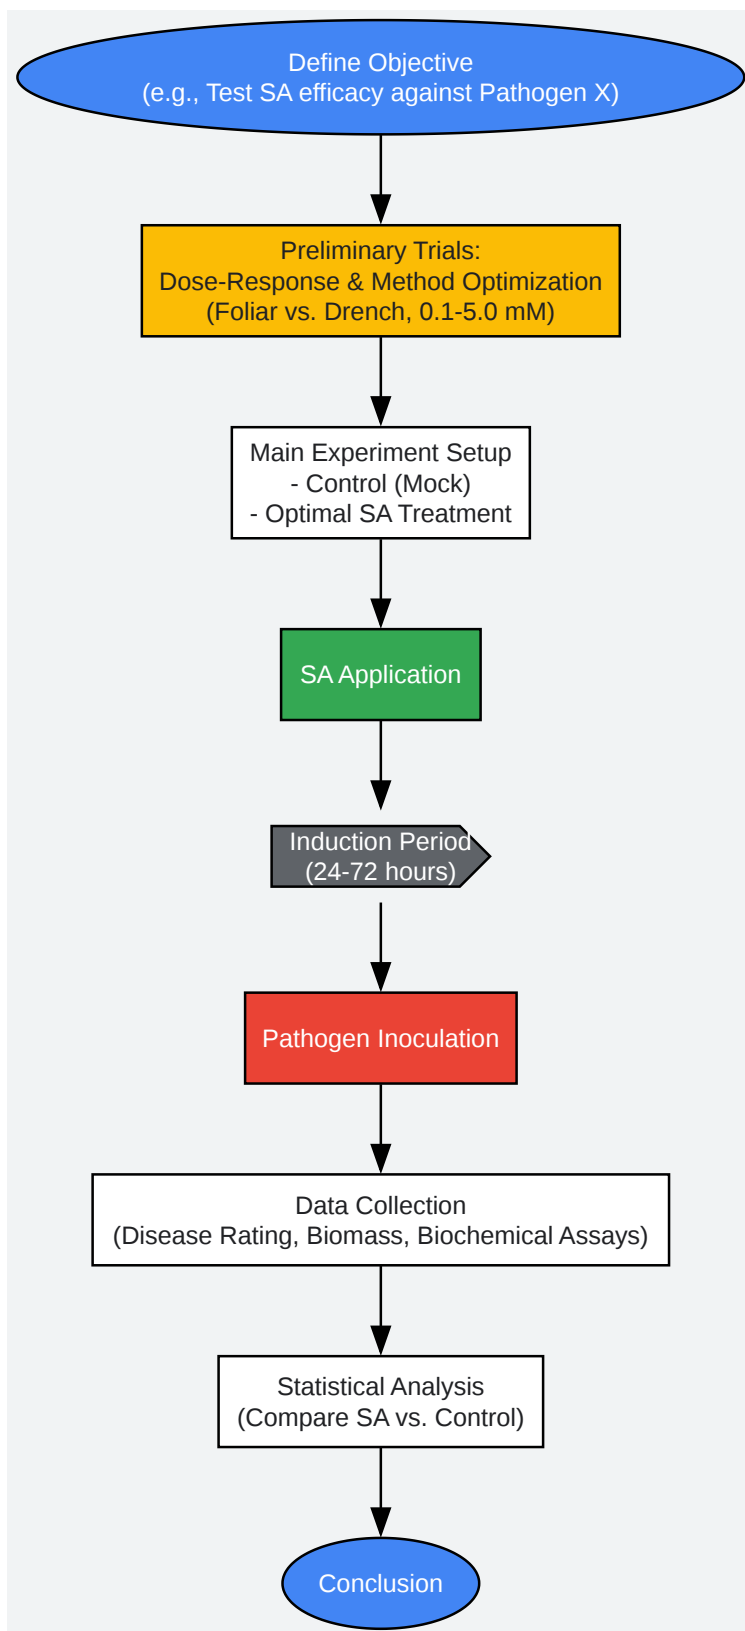 Define Objective
(e.g., Test SA efficacy against Pathogen X)
Preliminary Trials:
Dose-Response & Method Optimization
(Foliar vs. Drench, 0.1-5.0 mM)
Main Experiment Setup
- Control (Mock)
- Optimal SA Treatment
SA Application
Induction Period
(24-72 hours)
Pathogen Inoculation
Data Collection
(Disease Rating, Biomass, Biochemical Assays)
Statistical Analysis
(Compare SA vs. Control)
Conclusion